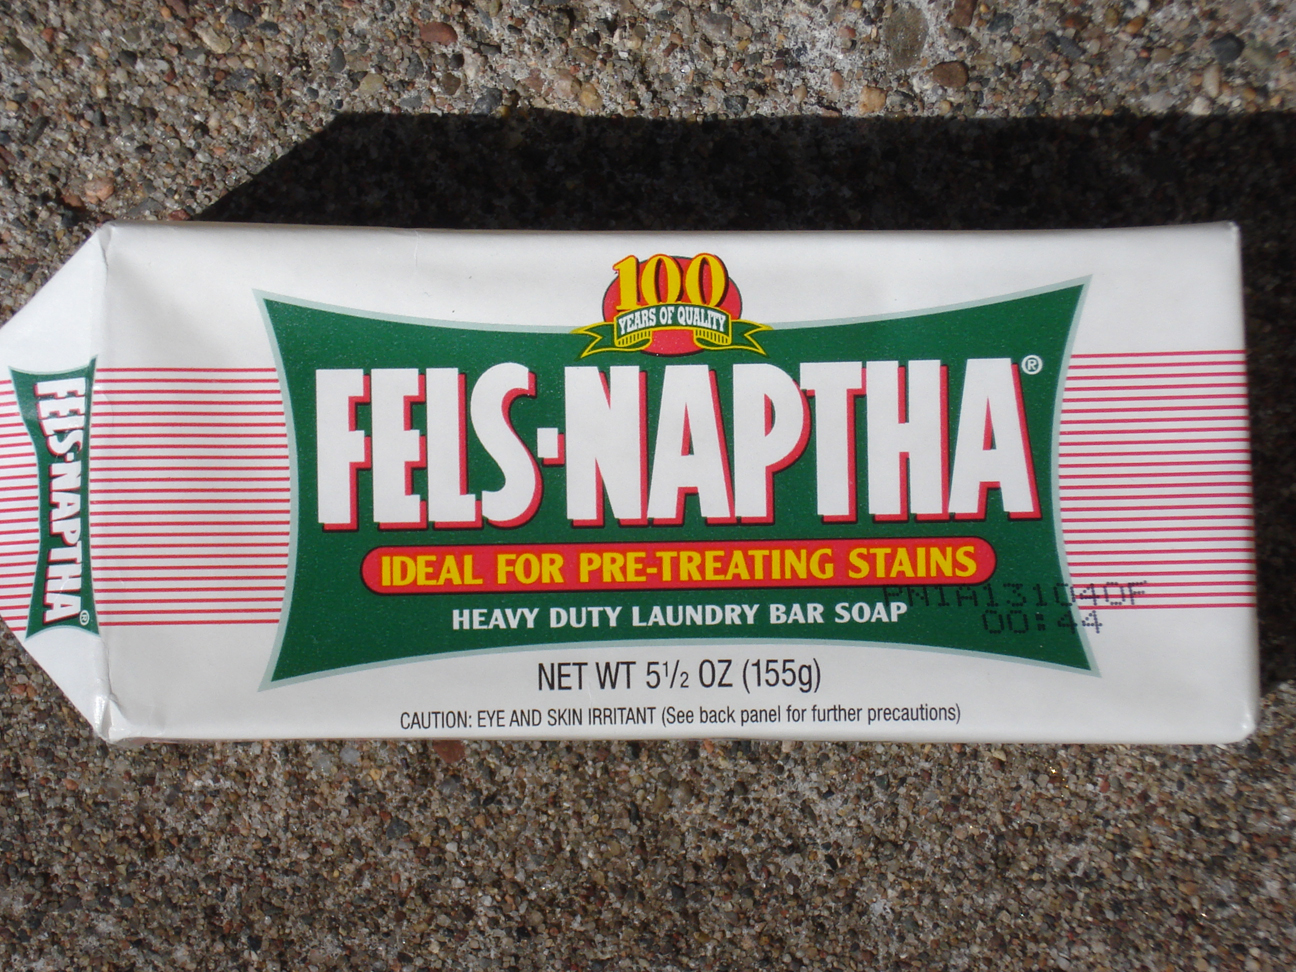 100
YEARS OF QUALITY
FELS-NAPTHA®
IDEAL FOR PRE-TREATING STAINS
HEAVY DUTY LAUNDRY BAR SOAP
PN1A13104OF
00:44
NET WT 5½ OZ (155g)
CAUTION: EYE AND SKIN IRRITANT (See back panel for further precautions)
FELS-NAPTHA®